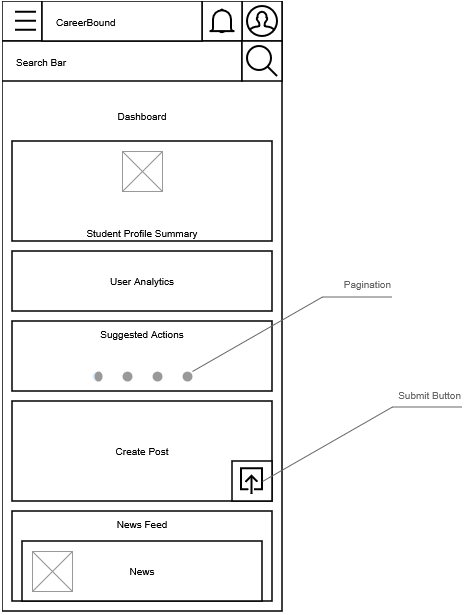 CareerBound
Search Bar
Dashboard
Student Profile Summary
User Analytics
Pagination
Suggested Actions
Submit Button
Create Post
News Feed
News